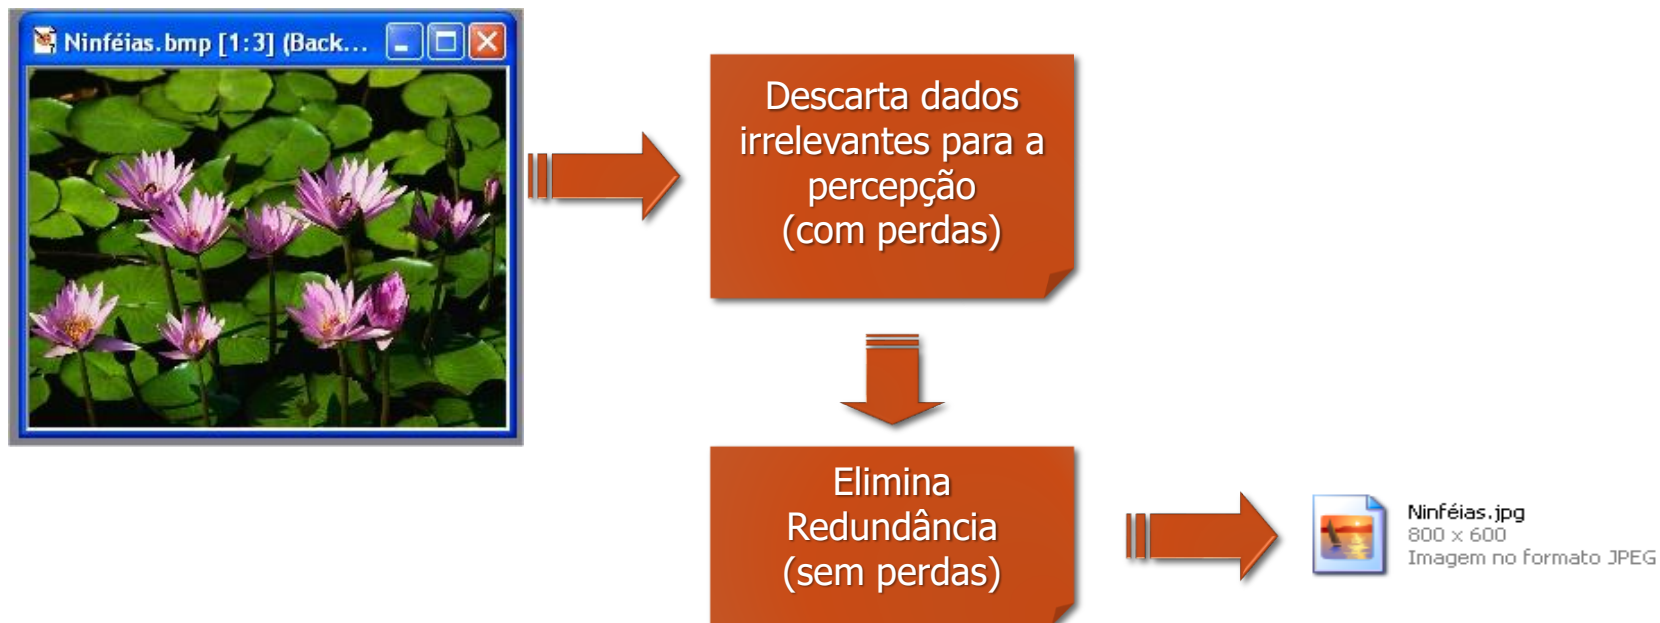 Ninféias.bmp [1:3] (Back...
Descarta dados
irrelevantes para a
percepção
(com perdas)
Elimina
Redundância
(sem perdas)
Ninféias.jpg
800 x 600
Imagem no formato JPEG